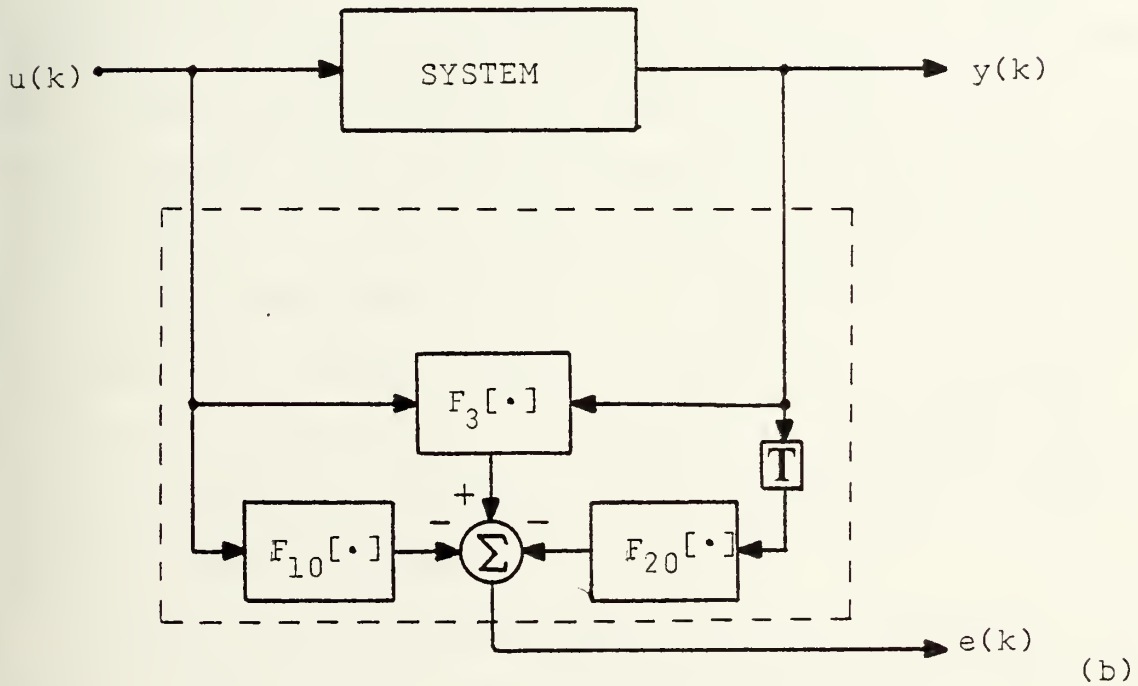 u(k)
SYSTEM
y(k)
F₃[·]
T
+
-
-
F₁₀[·]
Σ
F₂₀[·]
e(k)
(b)